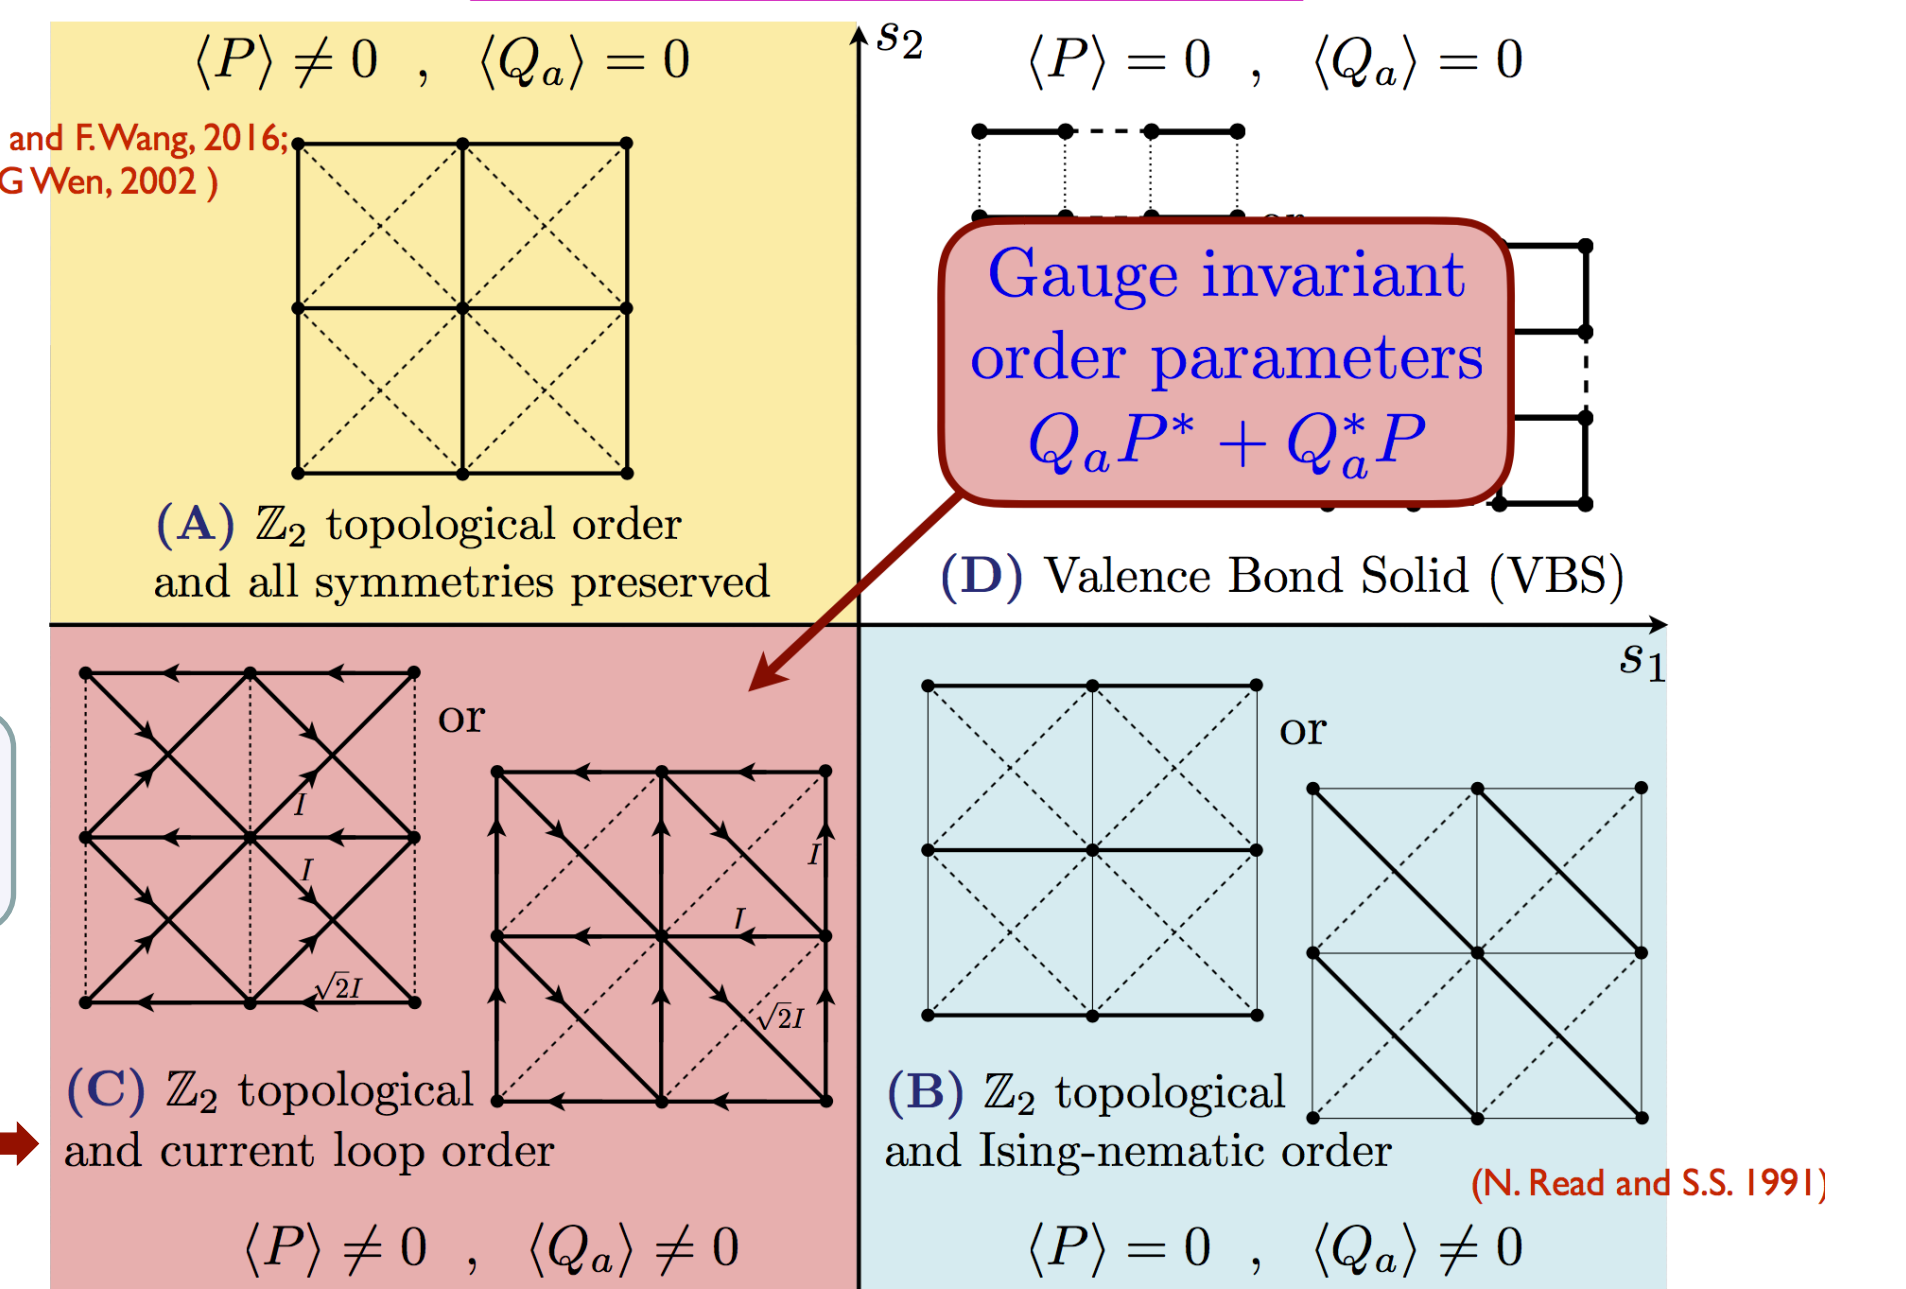 ⟨P⟩ ≠ 0 , ⟨Qₐ⟩ = 0
s₂
⟨P⟩ = 0 , ⟨Qₐ⟩ = 0
and F. Wang, 2016;
G Wen, 2002 )
Gauge invariant
order parameters
QₐP* + Qₐ*P
(A) ℤ₂ topological order
and all symmetries preserved
(D) Valence Bond Solid (VBS)
s₁
or
I
I
√2I
or
I
I
√2I
(C) ℤ₂ topological
and current loop order
(B) ℤ₂ topological
and Ising-nematic order
(N. Read and S.S. 1991)
⟨P⟩ ≠ 0 , ⟨Qₐ⟩ ≠ 0
⟨P⟩ = 0 , ⟨Qₐ⟩ ≠ 0